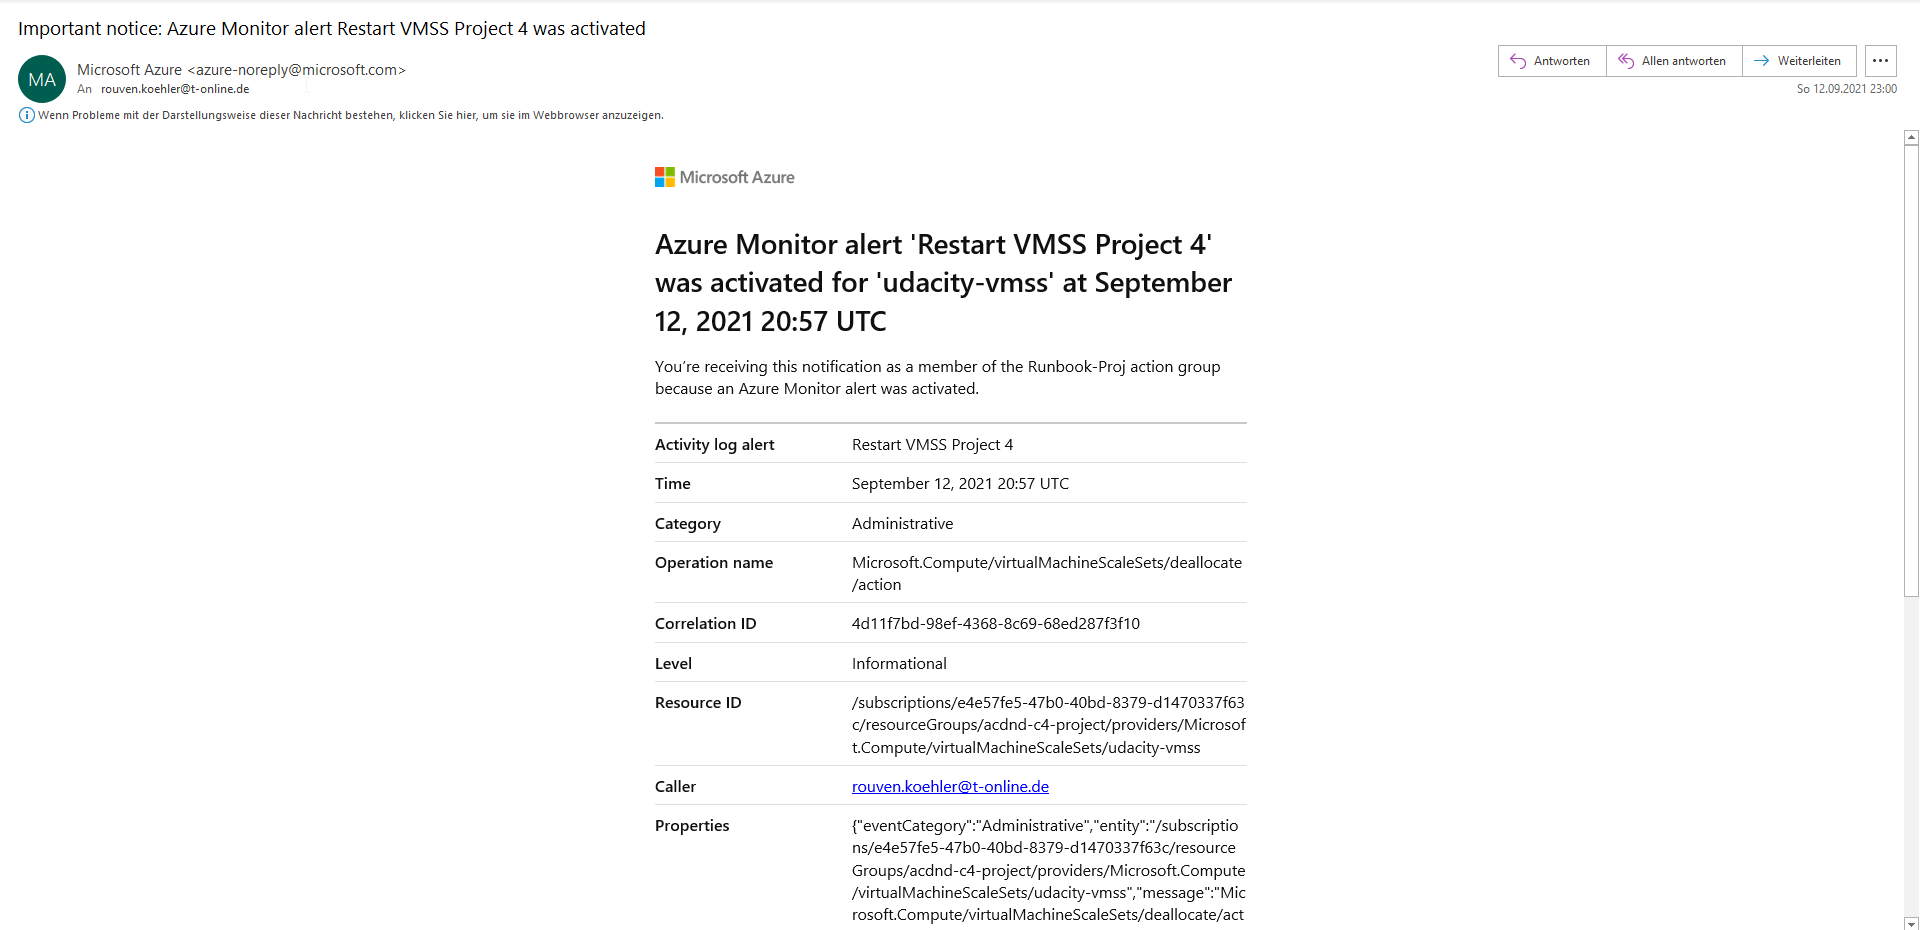 Important notice: Azure Monitor alert Restart VMSS Project 4 was activated
MA
Microsoft Azure <azure-noreply@microsoft.com>
An rouven.koehler@t-online.de
Antworten
Allen antworten
Weiterleiten
So 12.09.2021 23:00
Wenn Probleme mit der Darstellungsweise dieser Nachricht bestehen, klicken Sie hier, um sie im Webbrowser anzuzeigen.
Microsoft Azure
Azure Monitor alert 'Restart VMSS Project 4'
was activated for 'udacity-vmss' at September
12, 2021 20:57 UTC
You’re receiving this notification as a member of the Runbook-Proj action group
because an Azure Monitor alert was activated.
Activity log alert Restart VMSS Project 4
Time September 12, 2021 20:57 UTC
Category Administrative
Operation name Microsoft.Compute/virtualMachineScaleSets/deallocate
/action
Correlation ID 4d11f7bd-98ef-4368-8c69-68ed287f3f10
Level Informational
Resource ID /subscriptions/e4e57fe5-47b0-40bd-8379-d1470337f63
c/resourceGroups/acdnd-c4-project/providers/Microsof
t.Compute/virtualMachineScaleSets/udacity-vmss
Caller rouven.koehler@t-online.de
Properties {"eventCategory":"Administrative","entity":"/subscriptio
ns/e4e57fe5-47b0-40bd-8379-d1470337f63c/resource
Groups/acdnd-c4-project/providers/Microsoft.Compute
/virtualMachineScaleSets/udacity-vmss","message":"Mic
rosoft.Compute/virtualMachineScaleSets/deallocate/act